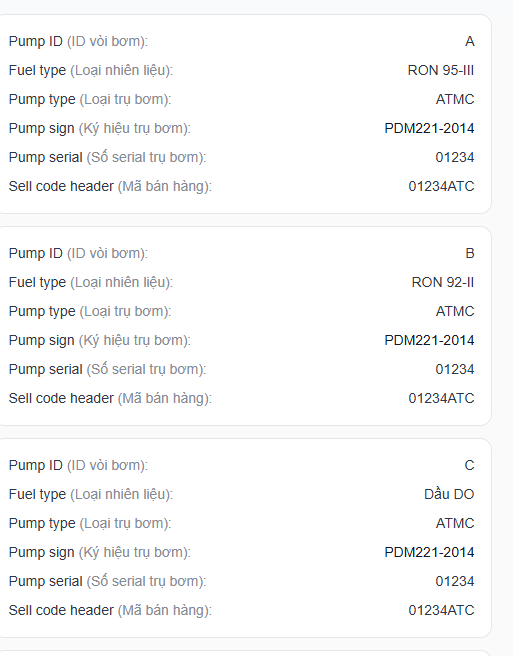 Pump ID (ID vòi bơm): A
Fuel type (Loại nhiên liệu): RON 95-III
Pump type (Loại trụ bơm): ATMC
Pump sign (Ký hiệu trụ bơm): PDM221-2014
Pump serial (Số serial trụ bơm): 01234
Sell code header (Mã bán hàng): 01234ATC
Pump ID (ID vòi bơm): B
Fuel type (Loại nhiên liệu): RON 92-II
Pump type (Loại trụ bơm): ATMC
Pump sign (Ký hiệu trụ bơm): PDM221-2014
Pump serial (Số serial trụ bơm): 01234
Sell code header (Mã bán hàng): 01234ATC
Pump ID (ID vòi bơm): C
Fuel type (Loại nhiên liệu): Dầu DO
Pump type (Loại trụ bơm): ATMC
Pump sign (Ký hiệu trụ bơm): PDM221-2014
Pump serial (Số serial trụ bơm): 01234
Sell code header (Mã bán hàng): 01234ATC